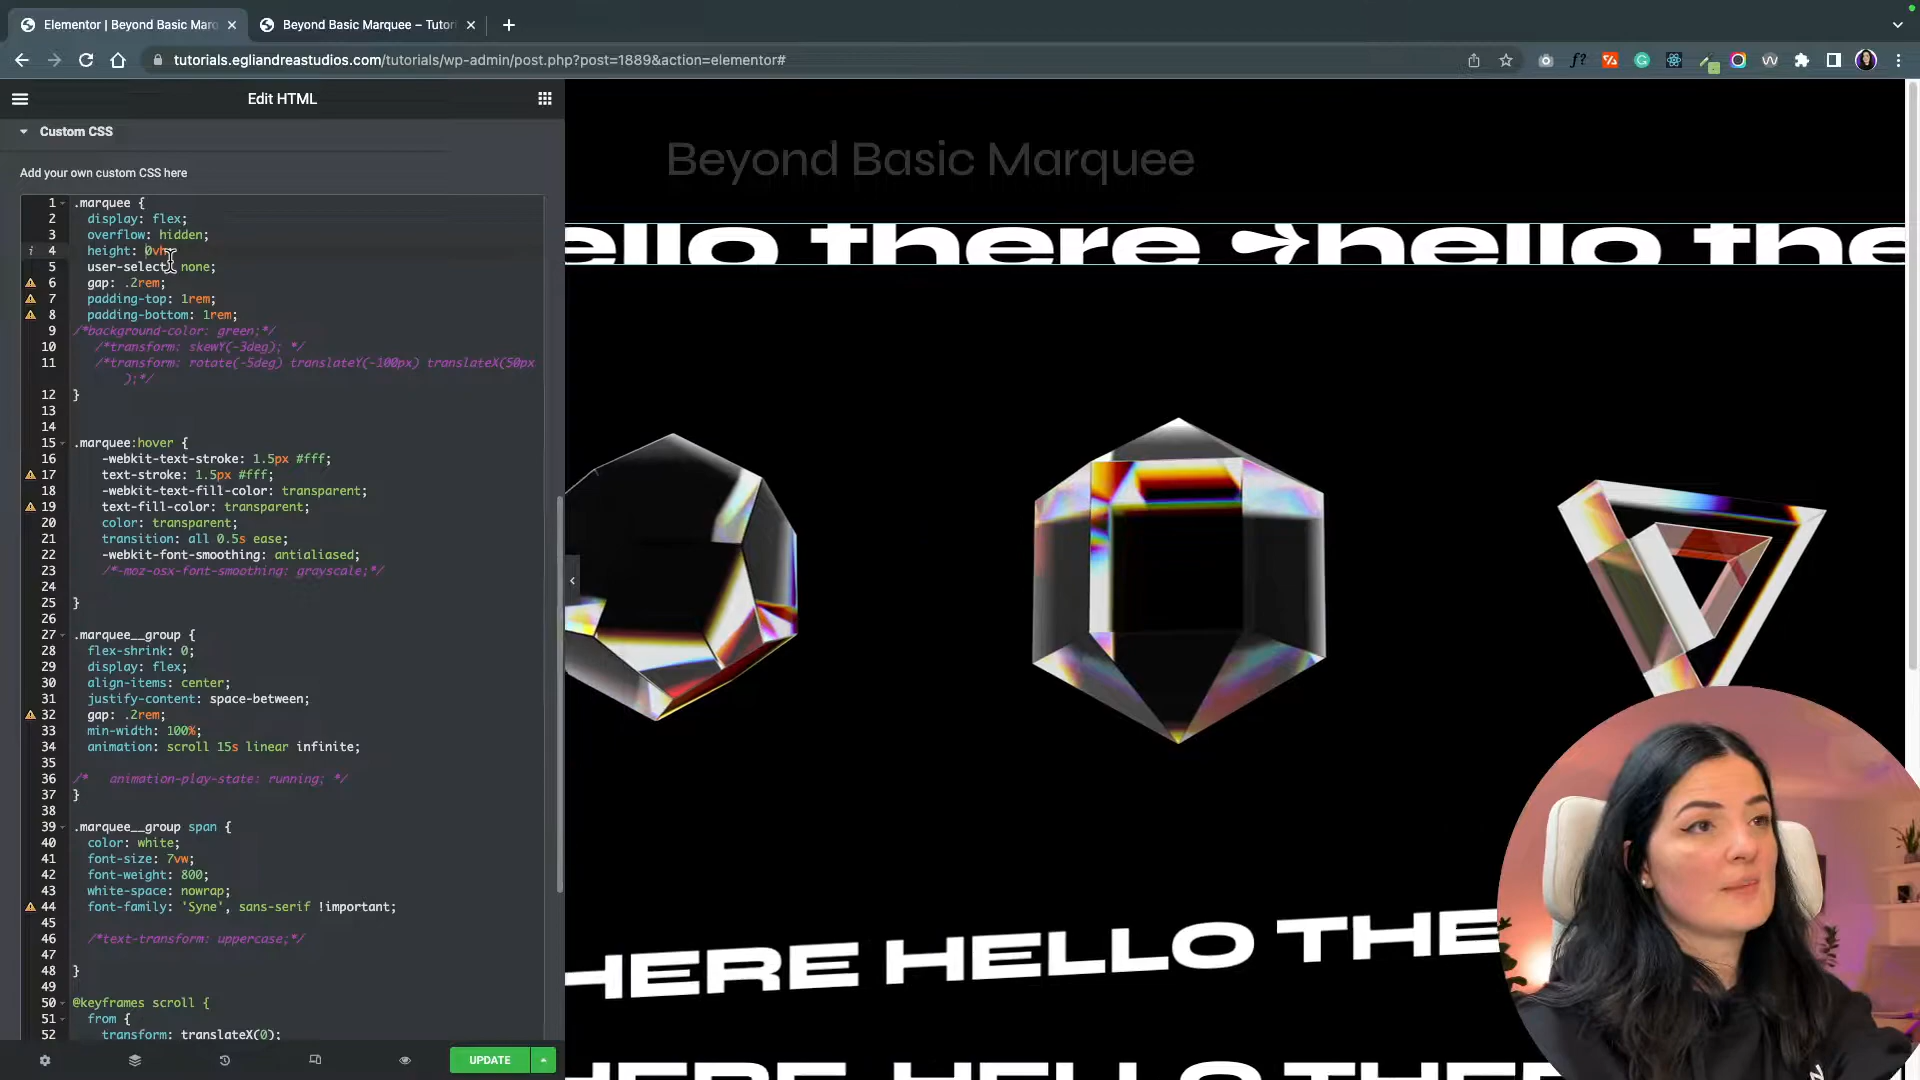 Elementor | Beyond Basic Marq
Beyond Basic Marquee – Tutor
tutorials.egliandreastudios.com/tutorials/wp-admin/post.php?post=1889&action=elementor#
Edit HTML
Custom CSS
Add your own custom CSS here
1 .marquee {
2 display: flex;
3 overflow: hidden;
i 4 height: 0vh
5 user-select: none;
6 gap: .2rem;
7 padding-top: 1rem;
8 padding-bottom: 1rem;
9 /*background-color: green;*/
10 /*transform: skewY(-3deg); */
11 /*transform: rotate(-5deg) translateY(-100px) translateX(50px
);*/
12 }
13
14
15 .marquee:hover {
16 -webkit-text-stroke: 1.5px #fff;
17 text-stroke: 1.5px #fff;
18 -webkit-text-fill-color: transparent;
19 text-fill-color: transparent;
20 color: transparent;
21 transition: all 0.5s ease;
22 -webkit-font-smoothing: antialiased;
23 /*-moz-osx-font-smoothing: grayscale;*/
24
25 }
26
27 .marquee__group {
28 flex-shrink: 0;
29 display: flex;
30 align-items: center;
31 justify-content: space-between;
32 gap: .2rem;
33 min-width: 100%;
34 animation: scroll 15s linear infinite;
35
36 /* animation-play-state: running; */
37 }
38
39 .marquee__group span {
40 color: white;
41 font-size: 7vw;
42 font-weight: 800;
43 white-space: nowrap;
44 font-family: 'Syne', sans-serif !important;
45
46 /*text-transform: uppercase;*/
47
48 }
49
50 @keyframes scroll {
51 from {
52 transform: translateX(0);
UPDATE
Beyond Basic Marquee
ello there hello there
HERE HELLO THE
HERE HELLO THERE